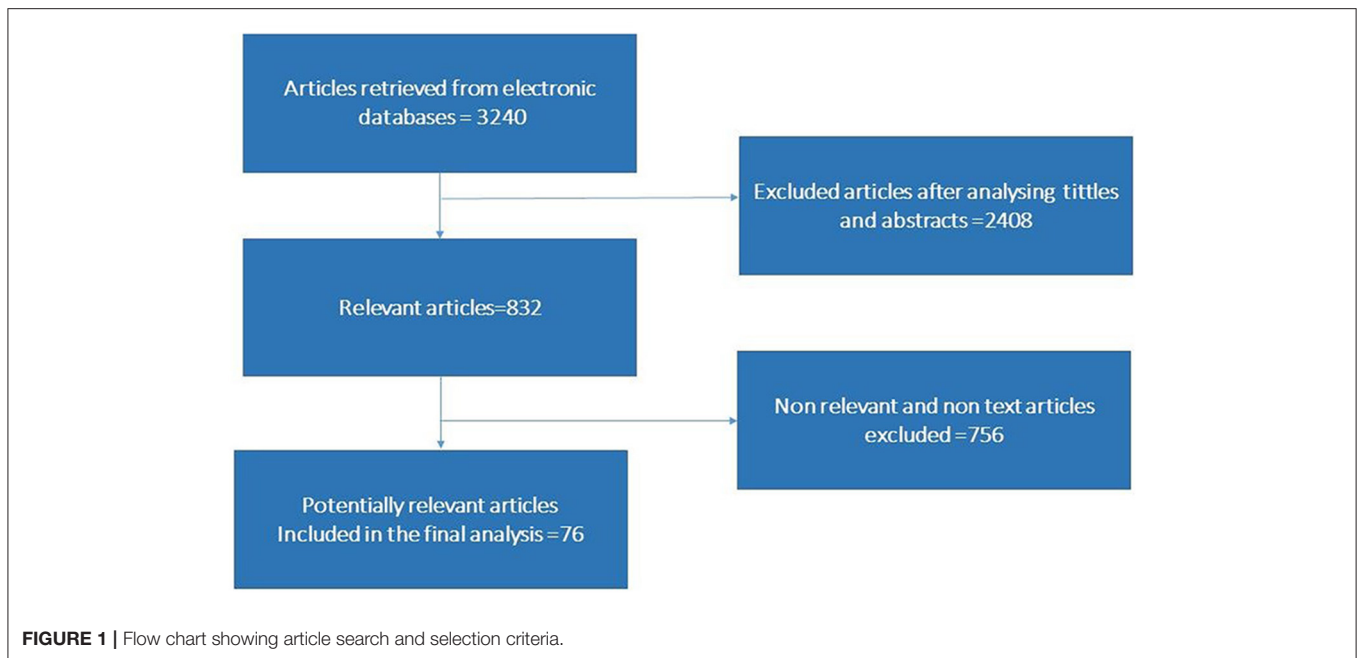 Articles retrieved from electronic
databases = 3240
Excluded articles after analysing tittles
and abstracts =2408
Relevant articles=832
Non relevant and non text articles
excluded =756
Potentially relevant articles
Included in the final analysis =76
FIGURE 1 | Flow chart showing article search and selection criteria.